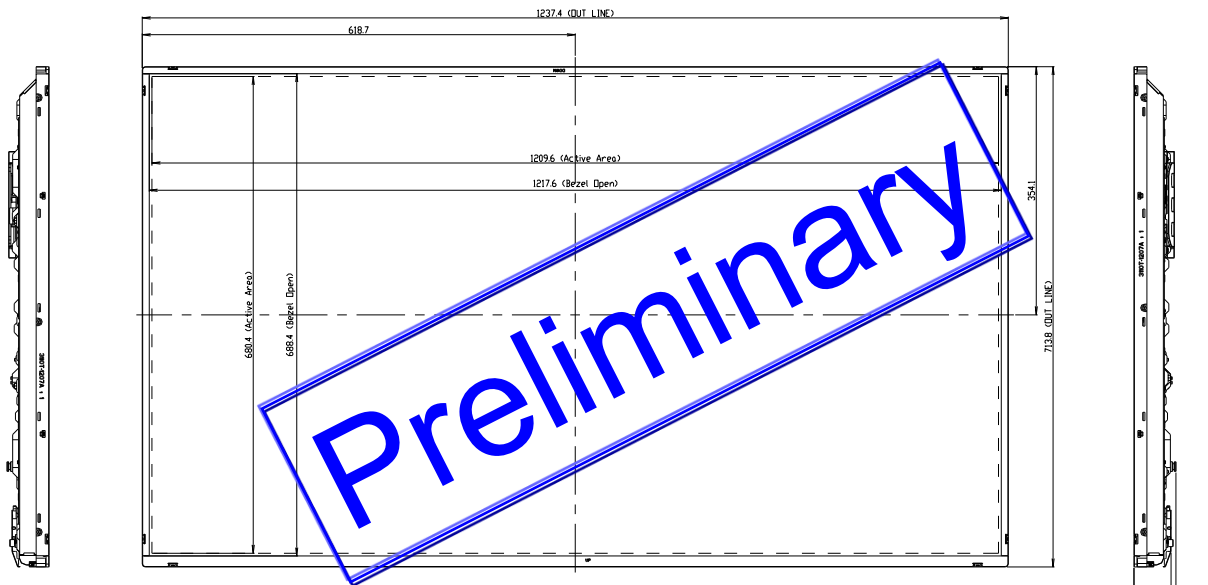 1237.4 (OUT LINE)
618.7
1209.6 (Active Area)
1217.6 (Bezel Open)
354.1
680.4 (Active Area)
688.4 (Bezel Open)
713.8 (OUT LINE)
Preliminary